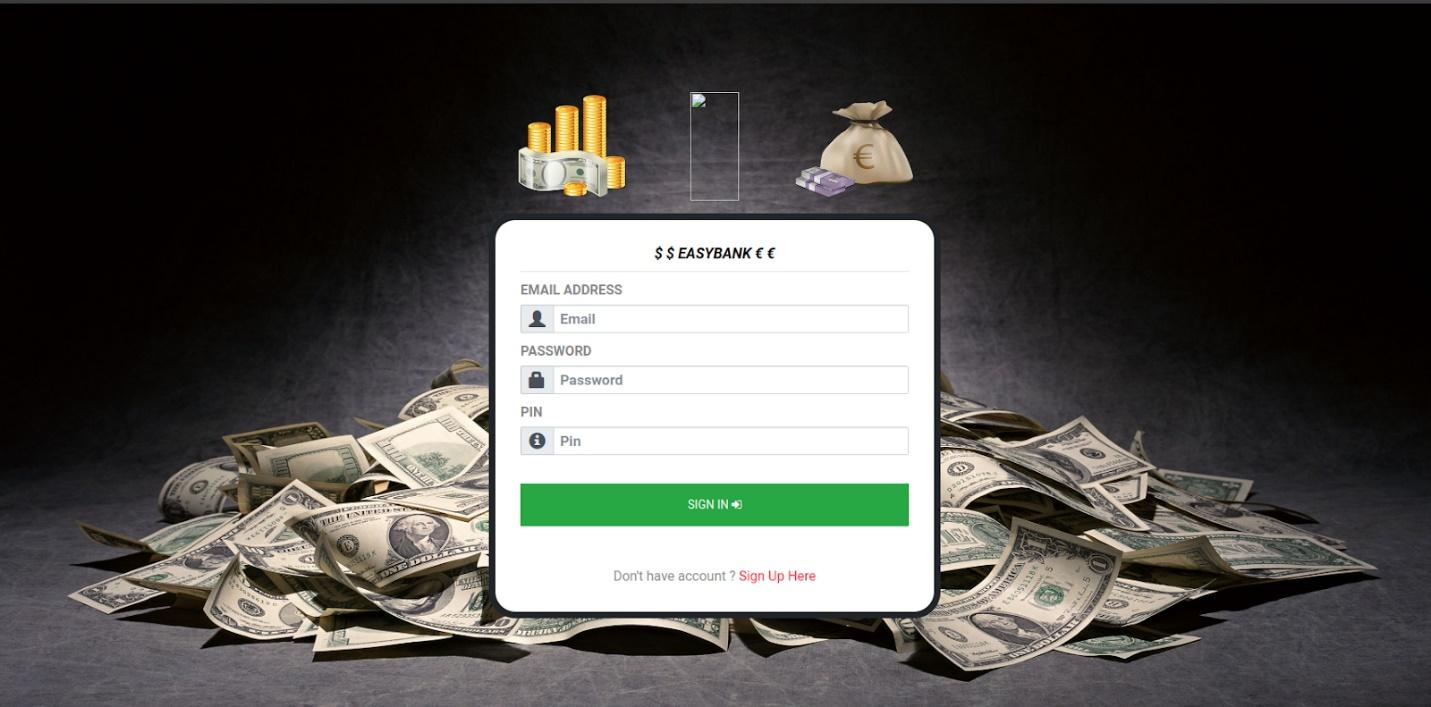 $ $ EASYBANK € €
EMAIL ADDRESS
Email
PASSWORD
Password
PIN
Pin
SIGN IN
Don't have account ? Sign Up Here